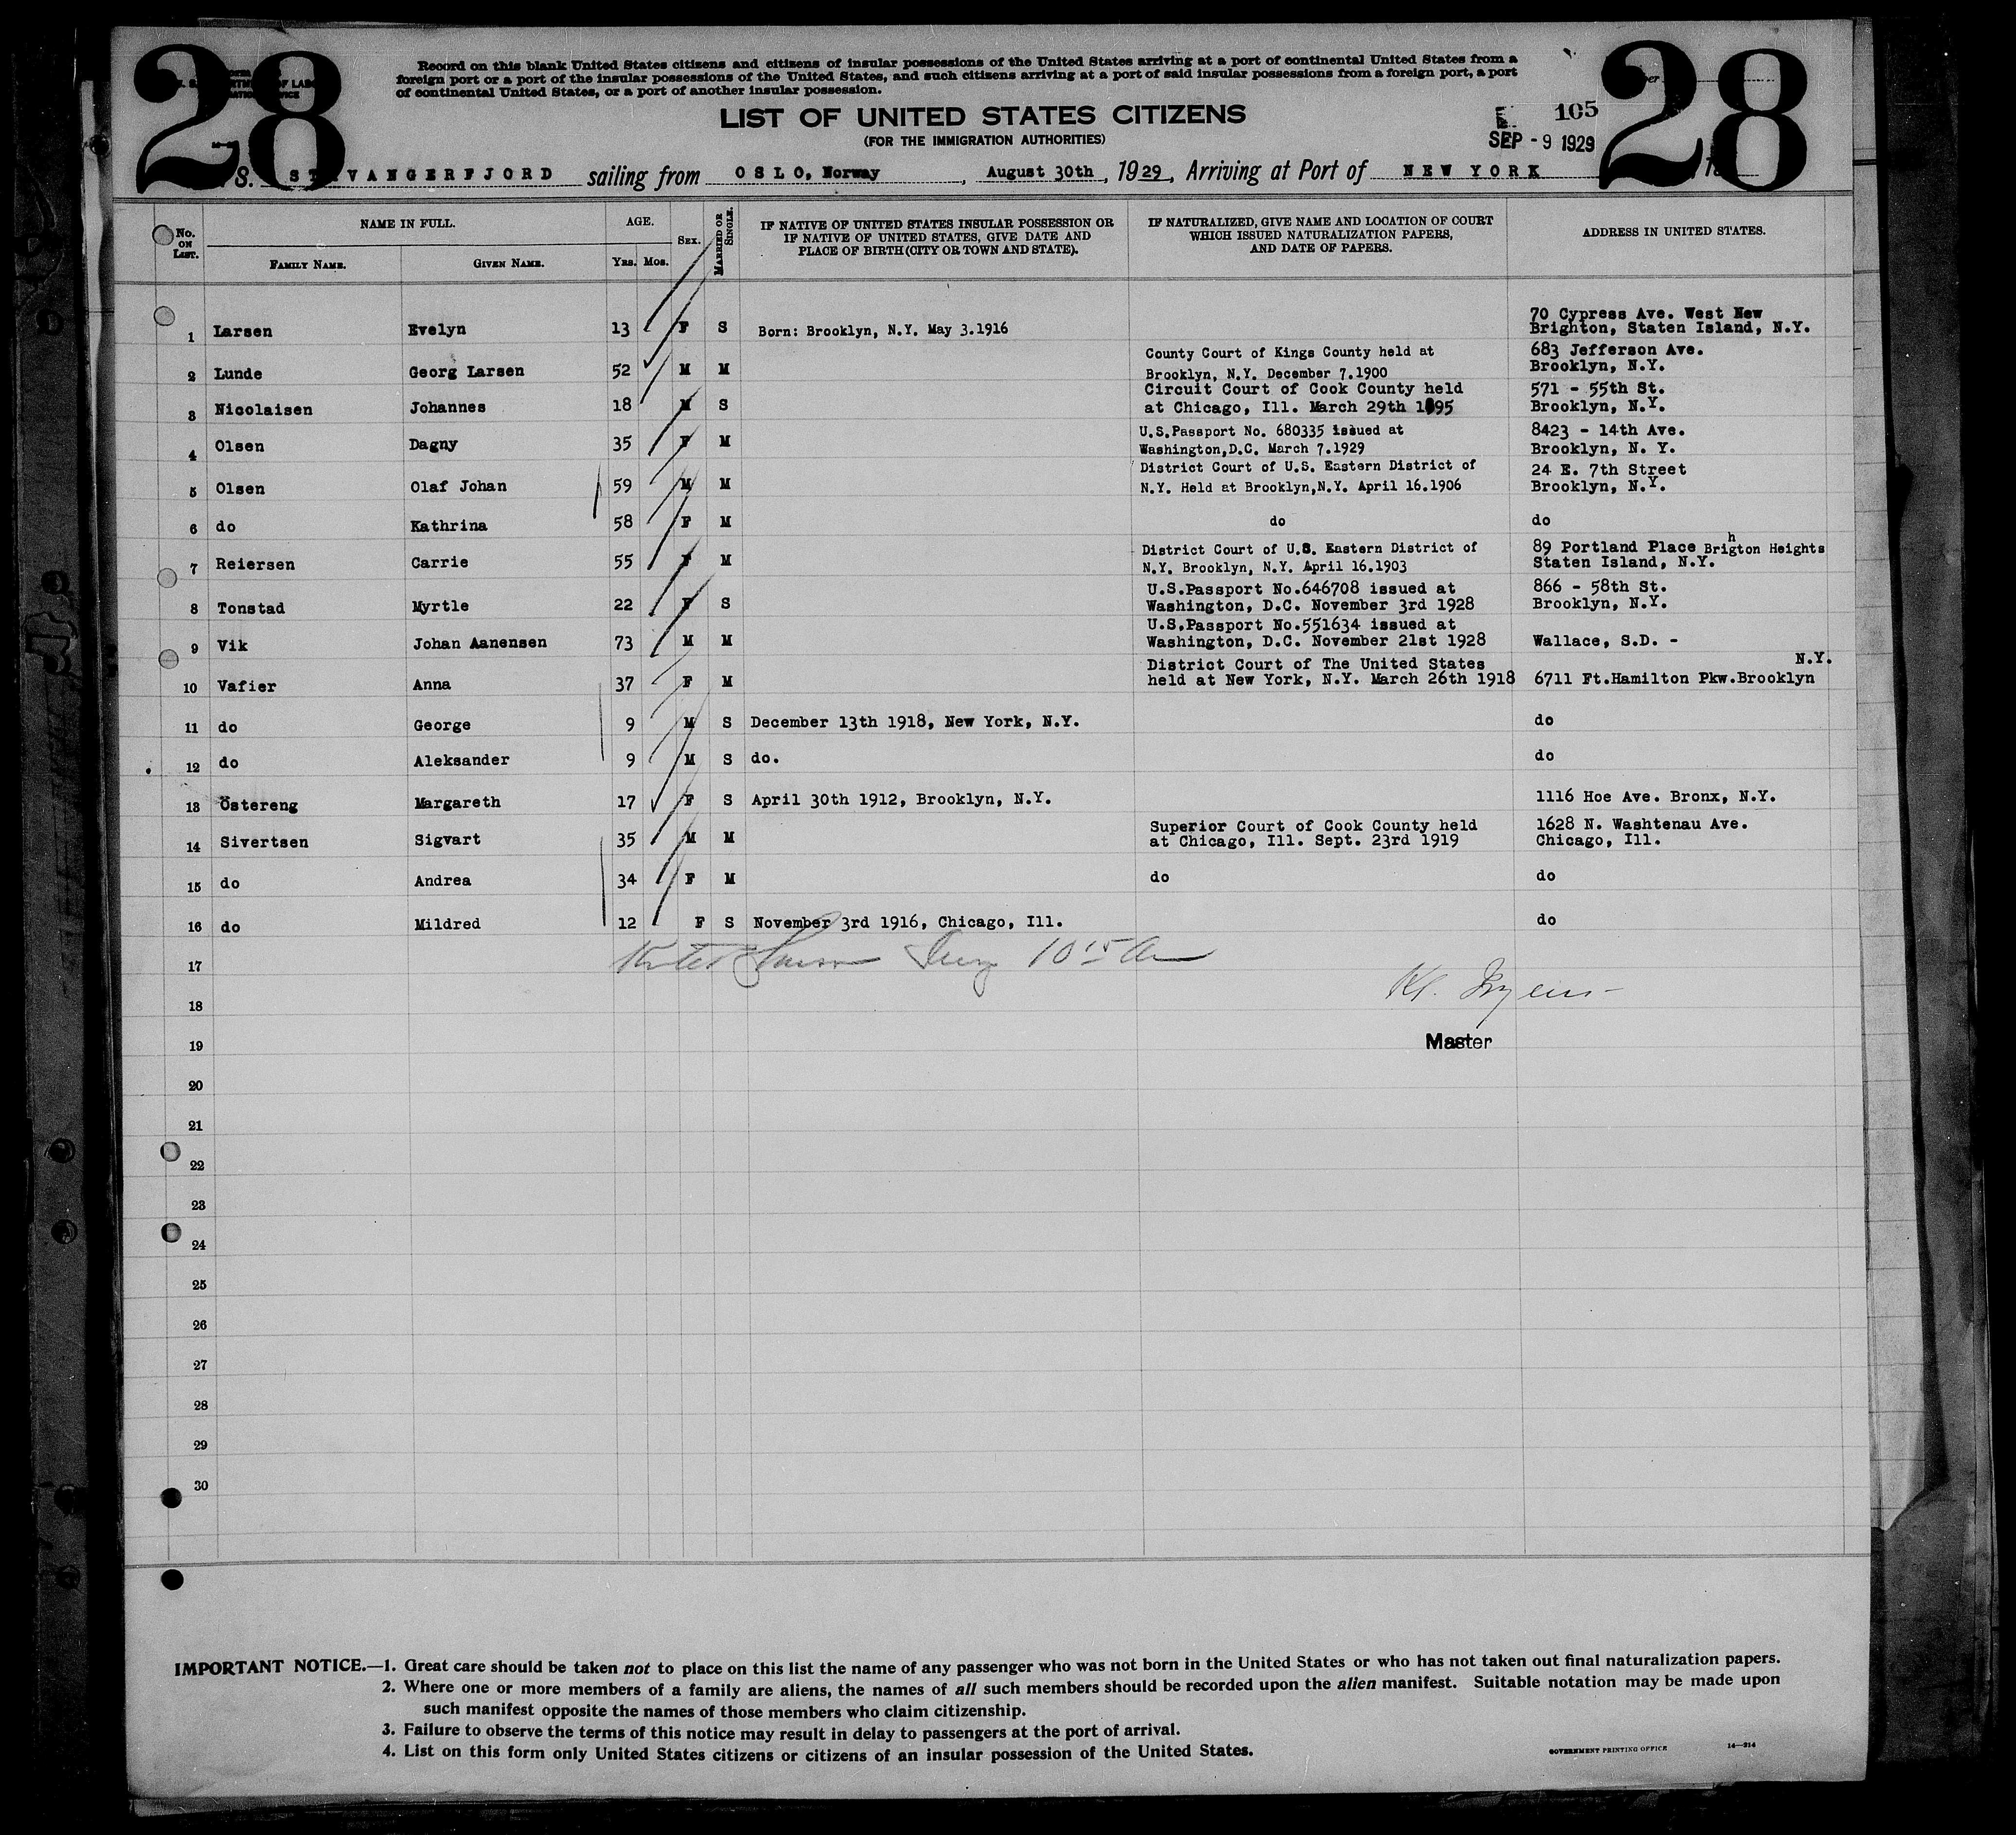 28
28
Record on this blank United States citizens and citizens of insular possessions of the United States arriving at a port of continental United States from a
foreign port or a port of the insular possessions of the United States, and such citizens arriving at a port of said insular possessions from a foreign port, a port
of continental United States, or a port of another insular possession.
LIST OF UNITED STATES CITIZENS
(FOR THE IMMIGRATION AUTHORITIES)
105
SEP - 9 1929
S. STAVANGERFJORD sailing from OSLO, Norway, August 30th, 1929, Arriving at Port of NEW YORK
No. ON LIST.
NAME IN FULL.
FAMILY NAME. GIVEN NAME.
AGE.
YRS. MOS.
SEX.
MARRIED OR SINGLE.
IF NATIVE OF UNITED STATES INSULAR POSSESSION OR
IF NATIVE OF UNITED STATES, GIVE DATE AND
PLACE OF BIRTH (CITY OR TOWN AND STATE).
IF NATURALIZED, GIVE NAME AND LOCATION OF COURT
WHICH ISSUED NATURALIZATION PAPERS,
AND DATE OF PAPERS.
ADDRESS IN UNITED STATES.
70 Cypress Ave. West New
1 Larsen Evelyn 13 F S Born: Brooklyn, N.Y. May 3.1916 Brighton, Staten Island, N.Y.
County Court of Kings County held at 683 Jefferson Ave.
2 Lunde Georg Larsen 52 M M Brooklyn, N.Y. December 7.1900 Brooklyn, N.Y.
Circuit Court of Cook County held 571 - 55th St.
3 Nicolaisen Johannes 18 M S at Chicago, Ill. March 29th 1895 Brooklyn, N.Y.
U.S.Passport No. 680335 issued at 8423 - 14th Ave.
4 Olsen Dagny 35 F M Washington,D.C. March 7.1929 Brooklyn, N. Y.
District Court of U.S. Eastern District of 24 E. 7th Street
5 Olsen Olaf Johan 59 M M N.Y. Held at Brooklyn,N.Y. April 16.1906 Brooklyn, N.Y.
6 do Kathrina 58 F M do do
District Court of U.S. Eastern District of 89 Portland Place Brigton Heights
h
7 Reiersen Carrie 55 F M N.Y. Brooklyn, N.Y. April 16.1903 Staten Island, N.Y.
U.S.Passport No.646708 issued at 866 - 58th St.
8 Tonstad Myrtle 22 F S Washington, D.C. November 3rd 1928 Brooklyn, N.Y.
U.S.Passport No.551634 issued at
9 Vik Johan Aanensen 73 M M Washington, D.C. November 21st 1928 Wallace, S.D. -
District Court of The United States N.Y.
10 Vafier Anna 37 F M held at New York, N.Y. March 26th 1918 6711 Ft.Hamilton Pkw.Brooklyn
11 do George 9 M S December 13th 1918, New York, N.Y. do
12 do Aleksander 9 M S do. do
13 Östereng Margareth 17 F S April 30th 1912, Brooklyn, N.Y. 1116 Hoe Ave. Bronx, N.Y.
Superior Court of Cook County held 1628 N. Washtenau Ave.
14 Sivertsen Sigvart 35 M M at Chicago, Ill. Sept. 23rd 1919 Chicago, Ill.
15 do Andrea 34 F M do do
16 do Mildred 12 F S November 3rd 1916, Chicago, Ill. do
17
18
19 Master
20
21
22
23
24
25
26
27
28
29
30
IMPORTANT NOTICE.—1. Great care should be taken not to place on this list the name of any passenger who was not born in the United States or who has not taken out final naturalization papers.
2. Where one or more members of a family are aliens, the names of all such members should be recorded upon the alien manifest. Suitable notation may be made upon
such manifest opposite the names of those members who claim citizenship.
3. Failure to observe the terms of this notice may result in delay to passengers at the port of arrival.
4. List on this form only United States citizens or citizens of an insular possession of the United States.
GOVERNMENT PRINTING OFFICE 14—214